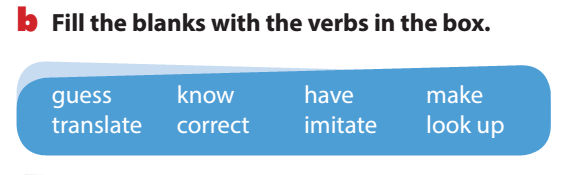 b Fill the blanks with the verbs in the box.
guess know have make
translate correct imitate look up